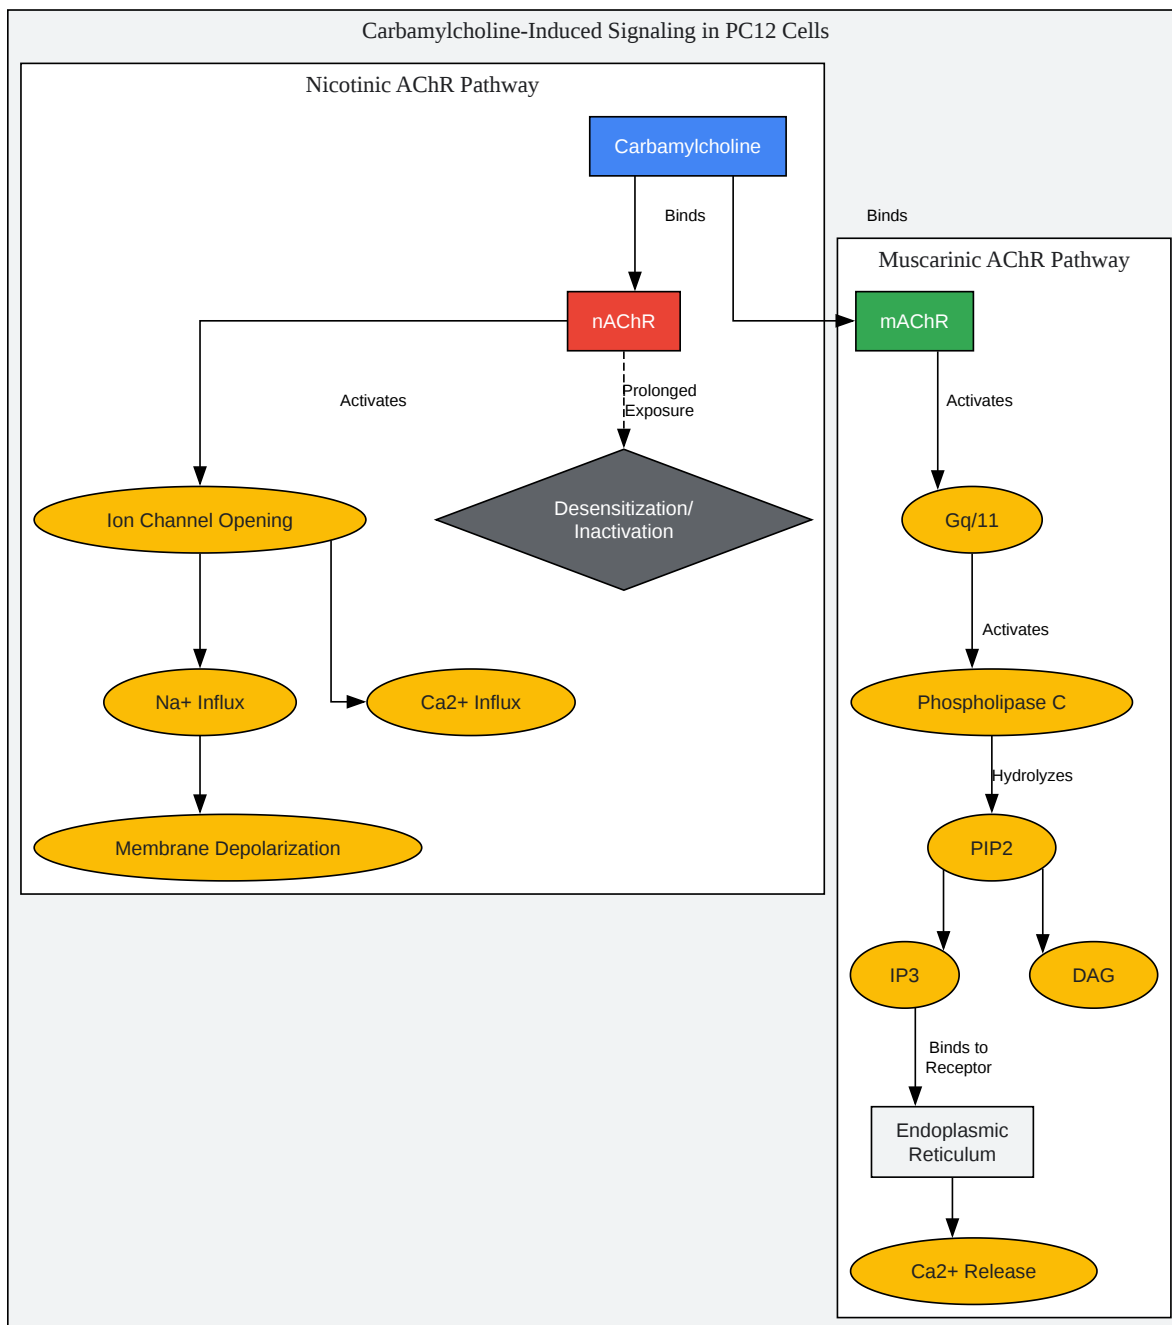 Carbamylcholine-Induced Signaling in PC12 Cells
Nicotinic AChR Pathway
Carbamylcholine
Binds
Binds
Muscarinic AChR Pathway
nAChR
mAChR
Activates
Prolonged
Exposure
Activates
Ion Channel Opening
Desensitization/
Inactivation
Gq/11
Activates
Na+ Influx
Ca2+ Influx
Phospholipase C
Hydrolyzes
Membrane Depolarization
PIP2
IP3
DAG
Binds to
Receptor
Endoplasmic
Reticulum
Ca2+ Release